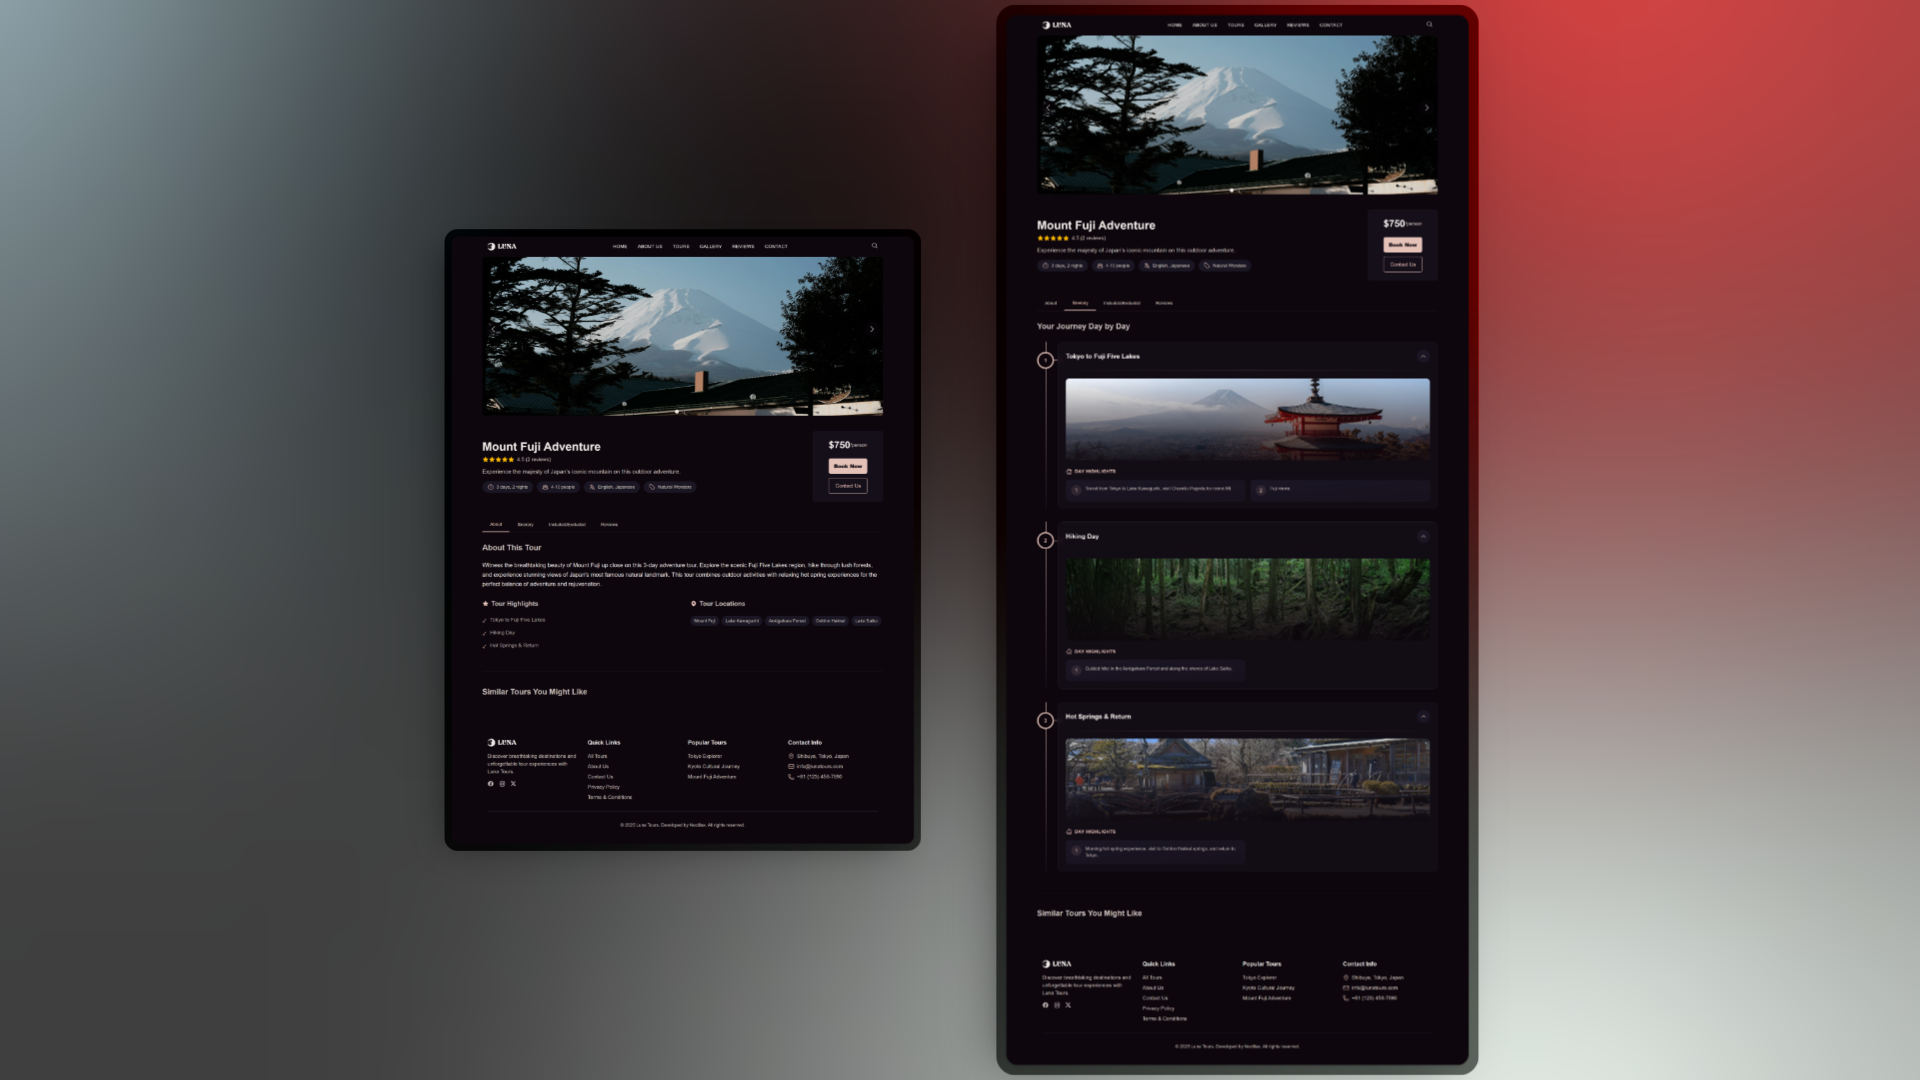 LUNA
HOME ABOUT US TOURS GALLERY REVIEWS CONTACT
Mount Fuji Adventure
4.5 (2 reviews)
Experience the majesty of Japan's iconic mountain on this outdoor adventure.
3 days, 2 nights
4-10 people
English, Japanese
Natural Wonders
$750/person
Book Now
Contact Us
About Itinerary Included/Excluded Reviews
About This Tour
Witness the breathtaking beauty of Mount Fuji up close on this 3-day adventure tour. Explore the scenic Fuji Five Lakes region, hike through lush forests,
and experience stunning views of Japan's most famous natural landmark. This tour combines outdoor activities with relaxing hot spring experiences for the
perfect balance of adventure and rejuvenation.
Tour Highlights
Tokyo to Fuji Five Lakes
Hiking Day
Hot Springs & Return
Tour Locations
Mount Fuji Lake Kawaguchi Aokigahara Forest Oshino Hakkai Lake Saiko
Similar Tours You Might Like
LUNA
Discover breathtaking destinations and
unforgettable tour experiences with
Luna Tours.
Quick Links
All Tours
About Us
Contact Us
Privacy Policy
Terms & Conditions
Popular Tours
Tokyo Explorer
Kyoto Cultural Journey
Mount Fuji Adventure
Contact Info
Shibuya, Tokyo, Japan
info@lunatours.com
+81 (123) 456-7890
© 2025 Luna Tours. Developed by All rights reserved.
LUNA
HOME ABOUT US TOURS GALLERY REVIEWS CONTACT
Mount Fuji Adventure
4.5 (2 reviews)
Experience the majesty of Japan's iconic mountain on this outdoor adventure.
3 days, 2 nights
4-10 people
English, Japanese
Natural Wonders
$750/person
Book Now
Contact Us
About Itinerary Included/Excluded Reviews
Your Journey Day by Day
1
Tokyo to Fuji Five Lakes
DAY HIGHLIGHTS
1
Travel from Tokyo to Lake Kawaguchi, visit Chureito Pagoda for iconic Mt.
2
Fuji views.
2
Hiking Day
DAY HIGHLIGHTS
1
Guided hike in the Aokigahara Forest and along the shores of Lake Saiko.
3
Hot Springs & Return
DAY HIGHLIGHTS
1
Morning hot spring experience, visit to Oshino Hakkai springs, and return to
Tokyo.
Similar Tours You Might Like
LUNA
Discover breathtaking destinations and
unforgettable tour experiences with
Luna Tours.
Quick Links
All Tours
About Us
Contact Us
Privacy Policy
Terms & Conditions
Popular Tours
Tokyo Explorer
Kyoto Cultural Journey
Mount Fuji Adventure
Contact Info
Shibuya, Tokyo, Japan
info@lunatours.com
+81 (123) 456-7890
© 2025 Luna Tours. Developed by All rights reserved.